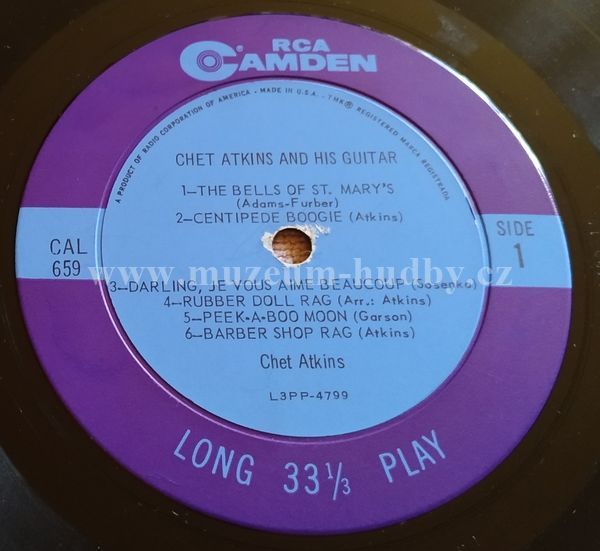 RCA
CAMDEN
A PRODUCT OF RADIO CORPORATION OF AMERICA - MADE IN U.S.A. - TMK® REGISTERED MARCA REGISTRADA
CHET ATKINS AND HIS GUITAR
1—THE BELLS OF ST. MARY'S
(Adams-Furber)
2—CENTIPEDE BOOGIE (Atkins)
CAL
659
SIDE
1
www.muzeum-hudby.cz
3—DARLING, JE VOUS AIME BEAUCOUP (Sosenko)
4—RUBBER DOLL RAG (Arr.: Atkins)
5—PEEK-A-BOO MOON (Garson)
6—BARBER SHOP RAG (Atkins)
Chet Atkins
L3PP-4799
LONG 33 1/3 PLAY